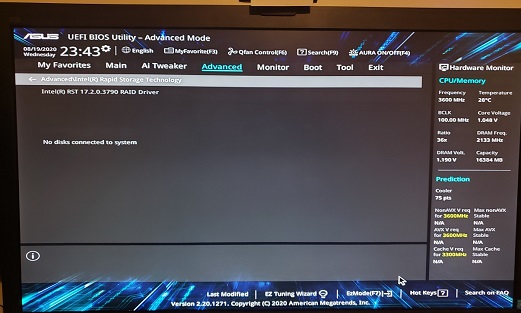 ASUS UEFI BIOS Utility – Advanced Mode
08/19/2020 Wednesday 23:43 English MyFavorite(F3) Qfan Control(F6) Search(F9) AURA ON/OFF(F4)
My Favorites Main Ai Tweaker Advanced Monitor Boot Tool Exit
Hardware Monitor
← Advanced\Intel(R) Rapid Storage Technology
Intel(R) RST 17.2.0.3790 RAID Driver
No disks connected to system
CPU/Memory
Frequency Temperature
3600 MHz 28°C
BCLK Core Voltage
100.00 MHz 1.048 V
Ratio DRAM Freq.
36x 2133 MHz
DRAM Volt. Capacity
1.190 V 16384 MB
Prediction
Cooler
75 pts
NonAVX V req Max nonAVX
for 3600MHz Stable
N/A N/A
AVX V req Max AVX
for 3600MHz Stable
N/A N/A
Cache V req Max Cache
for 3300MHz Stable
N/A N/A
Last Modified EZ Tuning Wizard EzMode(F7) Hot Keys ? Search on FAQ
Version 2.20.1271. Copyright (C) 2020 American Megatrends, Inc.